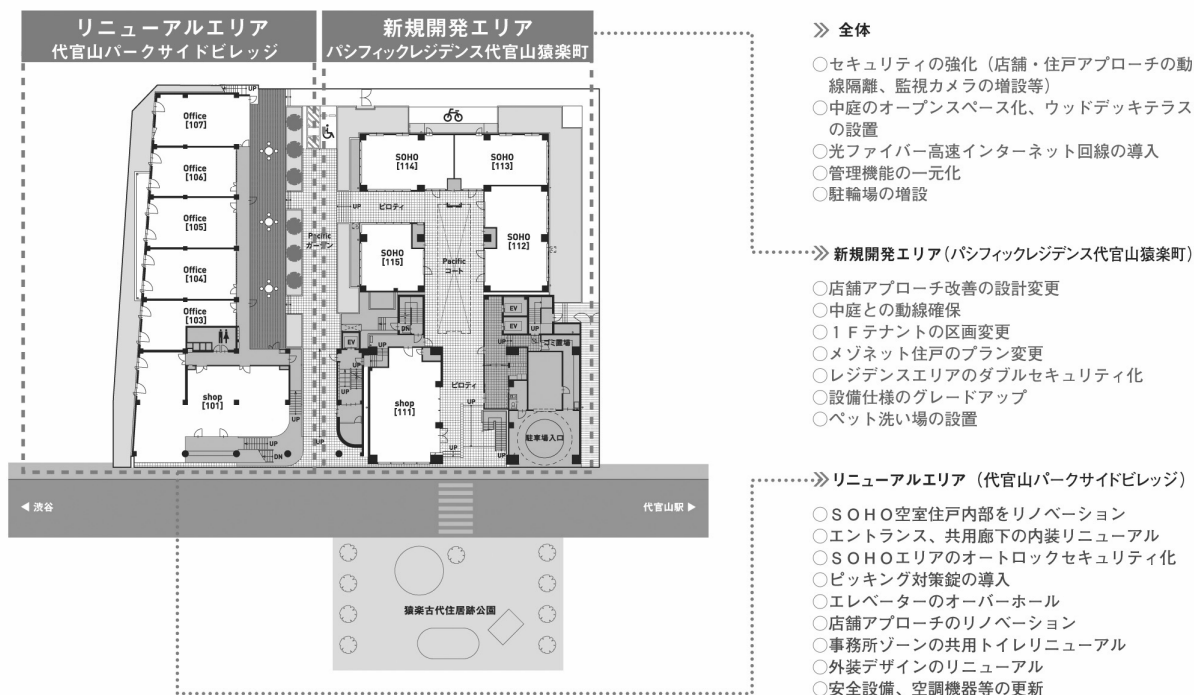 リニューアルエリア
代官山パークサイドビレッジ
新規開発エリア
パシフィックレジデンス代官山猿楽町
UP
Office
[107]
Office
[106]
Office
[105]
Office
[104]
Office
[103]
shop
[101]
UP
UP
DN
UP
Pacific
ガーデン
SOHO
[114]
SOHO
[113]
UP
ピロティ
SOHO
[112]
SOHO
[115]
Pacific
コート
EV
EV
DN
UP
UP
ゴミ置場
EV
UP
UP
UP
UP
shop
[111]
ピロティ
UP
UP
UP
駐車場入口
渋谷
代官山駅
猿楽古代住居跡公園
全体
○セキュリティの強化（店舗・住戸アプローチの動
線隔離、監視カメラの増設等）
○中庭のオープンスペース化、ウッドデッキテラス
の設置
○光ファイバー高速インターネット回線の導入
○管理機能の一元化
○駐輪場の増設
新規開発エリア（パシフィックレジデンス代官山猿楽町）
○店舗アプローチ改善の設計変更
○中庭との動線確保
○１Ｆテナントの区画変更
○メゾネット住戸のプラン変更
○レジデンスエリアのダブルセキュリティ化
○設備仕様のグレードアップ
○ペット洗い場の設置
リニューアルエリア（代官山パークサイドビレッジ）
○ＳＯＨＯ空室住戸内部をリノベーション
○エントランス、共用廊下の内装リニューアル
○ＳＯＨＯエリアのオートロックセキュリティ化
○ピッキング対策錠の導入
○エレベーターのオーバーホール
○店舗アプローチのリノベーション
○事務所ゾーンの共用トイレリニューアル
○外装デザインのリニューアル
○安全設備、空調機器等の更新